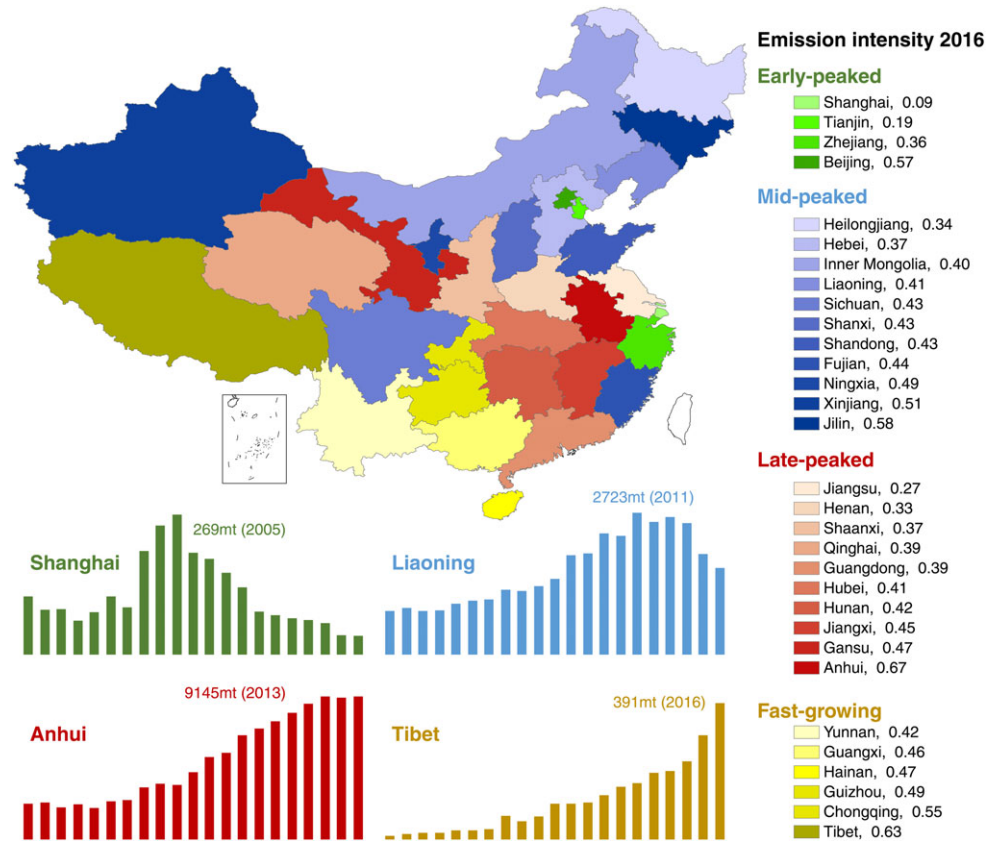 Emission intensity 2016
Early-peaked
Shanghai, 0.09
Tianjin, 0.19
Zhejiang, 0.36
Beijing, 0.57
Mid-peaked
Heilongjiang, 0.34
Hebei, 0.37
Inner Mongolia, 0.40
Liaoning, 0.41
Sichuan, 0.43
Shanxi, 0.43
Shandong, 0.43
Fujian, 0.44
Ningxia, 0.49
Xinjiang, 0.51
Jilin, 0.58
Late-peaked
Jiangsu, 0.27
Henan, 0.33
Shaanxi, 0.37
Qinghai, 0.39
Guangdong, 0.39
Hubei, 0.41
Hunan, 0.42
Jiangxi, 0.45
Gansu, 0.47
Anhui, 0.67
Fast-growing
Yunnan, 0.42
Guangxi, 0.46
Hainan, 0.47
Guizhou, 0.49
Chongqing, 0.55
Tibet, 0.63
269mt (2005)
Shanghai
2723mt (2011)
Liaoning
9145mt (2013)
Anhui
391mt (2016)
Tibet